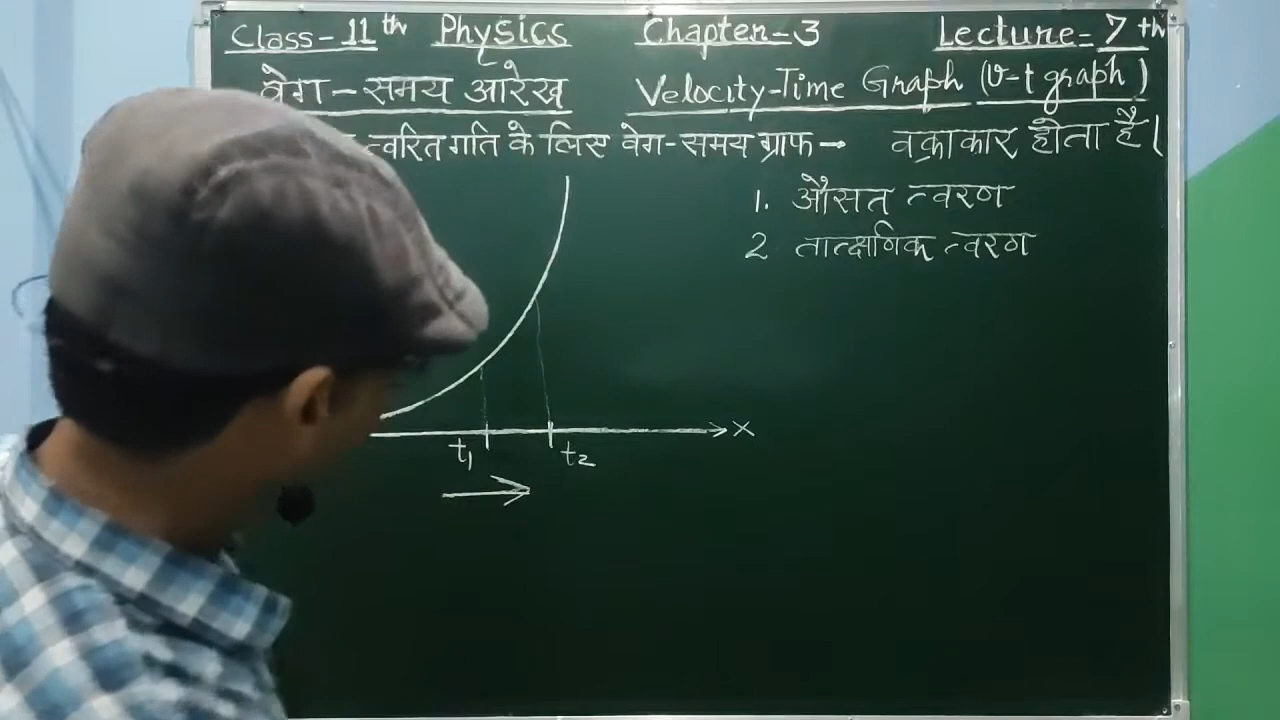 Class-11th Physics Chapter-3 Lecture-7th
वेग-समय आरेख Velocity-Time Graph (v-t graph)
त्वरित गति के लिए वेग-समय ग्राफ→ वक्राकार होता है।
1. औसत त्वरण
2 तात्क्षणिक त्वरण
X
t₁ t₂